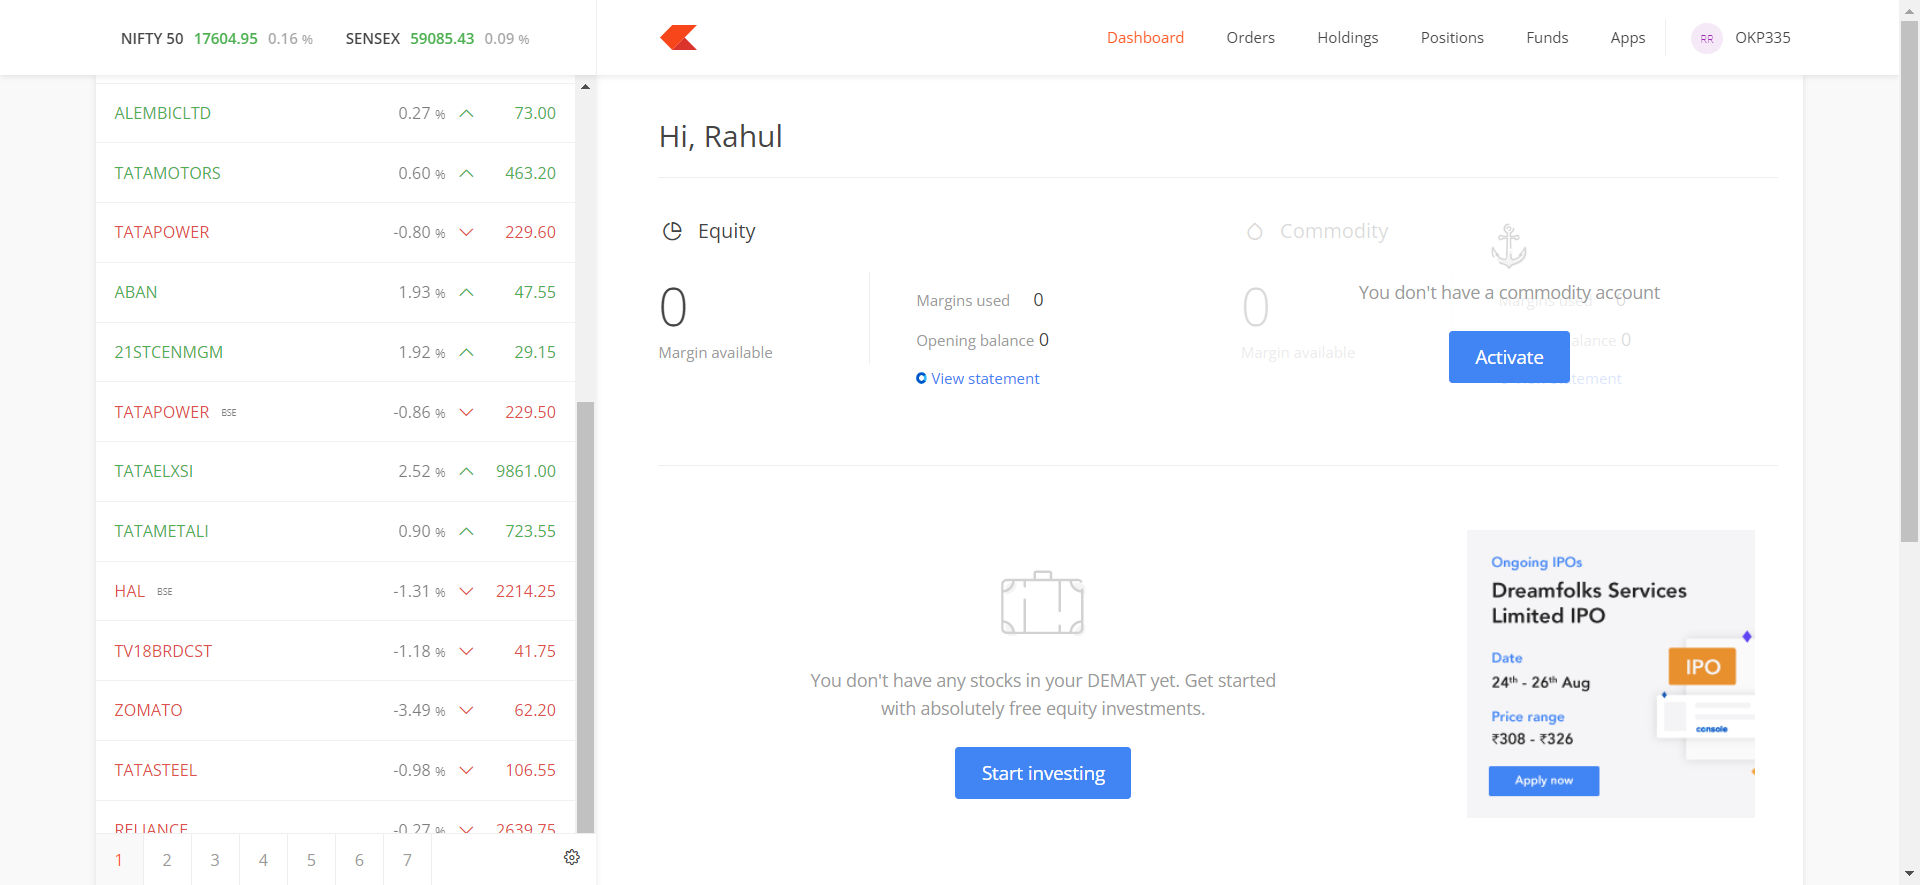 NIFTY 50 17604.95 0.16 % SENSEX 59085.43 0.09 %
Dashboard Orders Holdings Positions Funds Apps RR OKP335
ALEMBICLTD 0.27 % 73.00
TATAMOTORS 0.60 % 463.20
TATAPOWER -0.80 % 229.60
ABAN 1.93 % 47.55
21STCENMGM 1.92 % 29.15
TATAPOWER BSE -0.86 % 229.50
TATAELXSI 2.52 % 9861.00
TATAMETALI 0.90 % 723.55
HAL BSE -1.31 % 2214.25
TV18BRDCST -1.18 % 41.75
ZOMATO -3.49 % 62.20
TATASTEEL -0.98 % 106.55
RELIANCE -0.27 % 2639.75
1 2 3 4 5 6 7
Hi, Rahul
Equity
0
Margin available
Margins used 0
Opening balance 0
View statement
Commodity
0
Margin available
You don't have a commodity account
Margins used 0
alance 0
tement
Activate
You don't have any stocks in your DEMAT yet. Get started
with absolutely free equity investments.
Start investing
Ongoing IPOs
Dreamfolks Services
Limited IPO
Date
24th - 26th Aug
Price range
₹308 - ₹326
Apply now
IPO
console